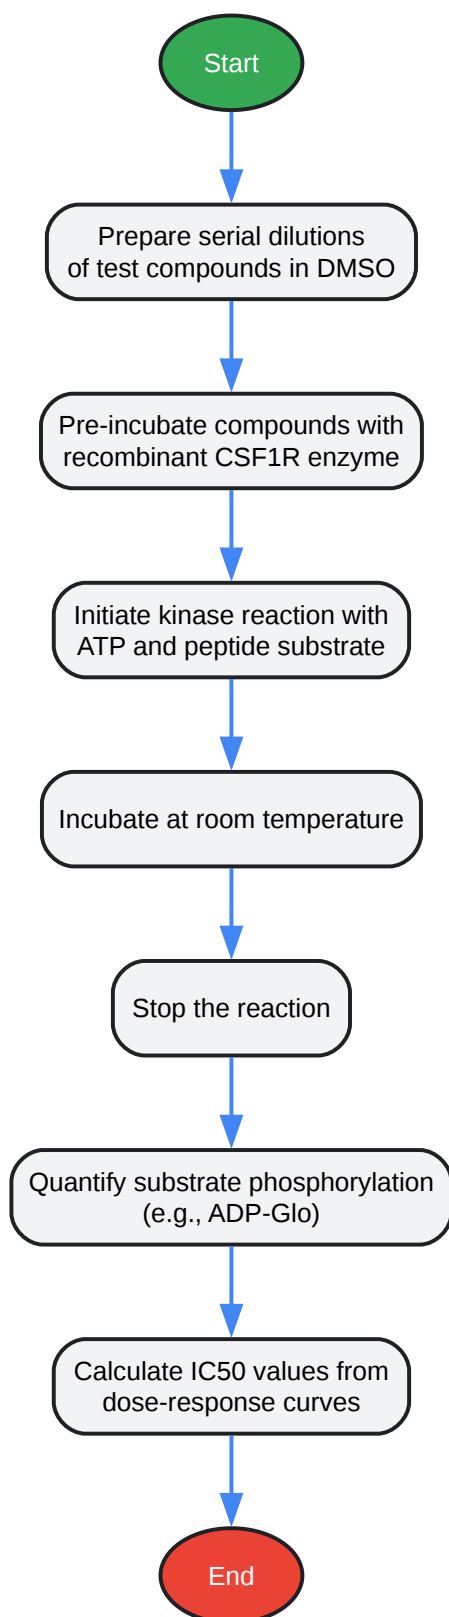 Start
Prepare serial dilutions
of test compounds in DMSO
Pre-incubate compounds with
recombinant CSF1R enzyme
Initiate kinase reaction with
ATP and peptide substrate
Incubate at room temperature
Stop the reaction
Quantify substrate phosphorylation
(e.g., ADP-Glo)
Calculate IC50 values from
dose-response curves
End